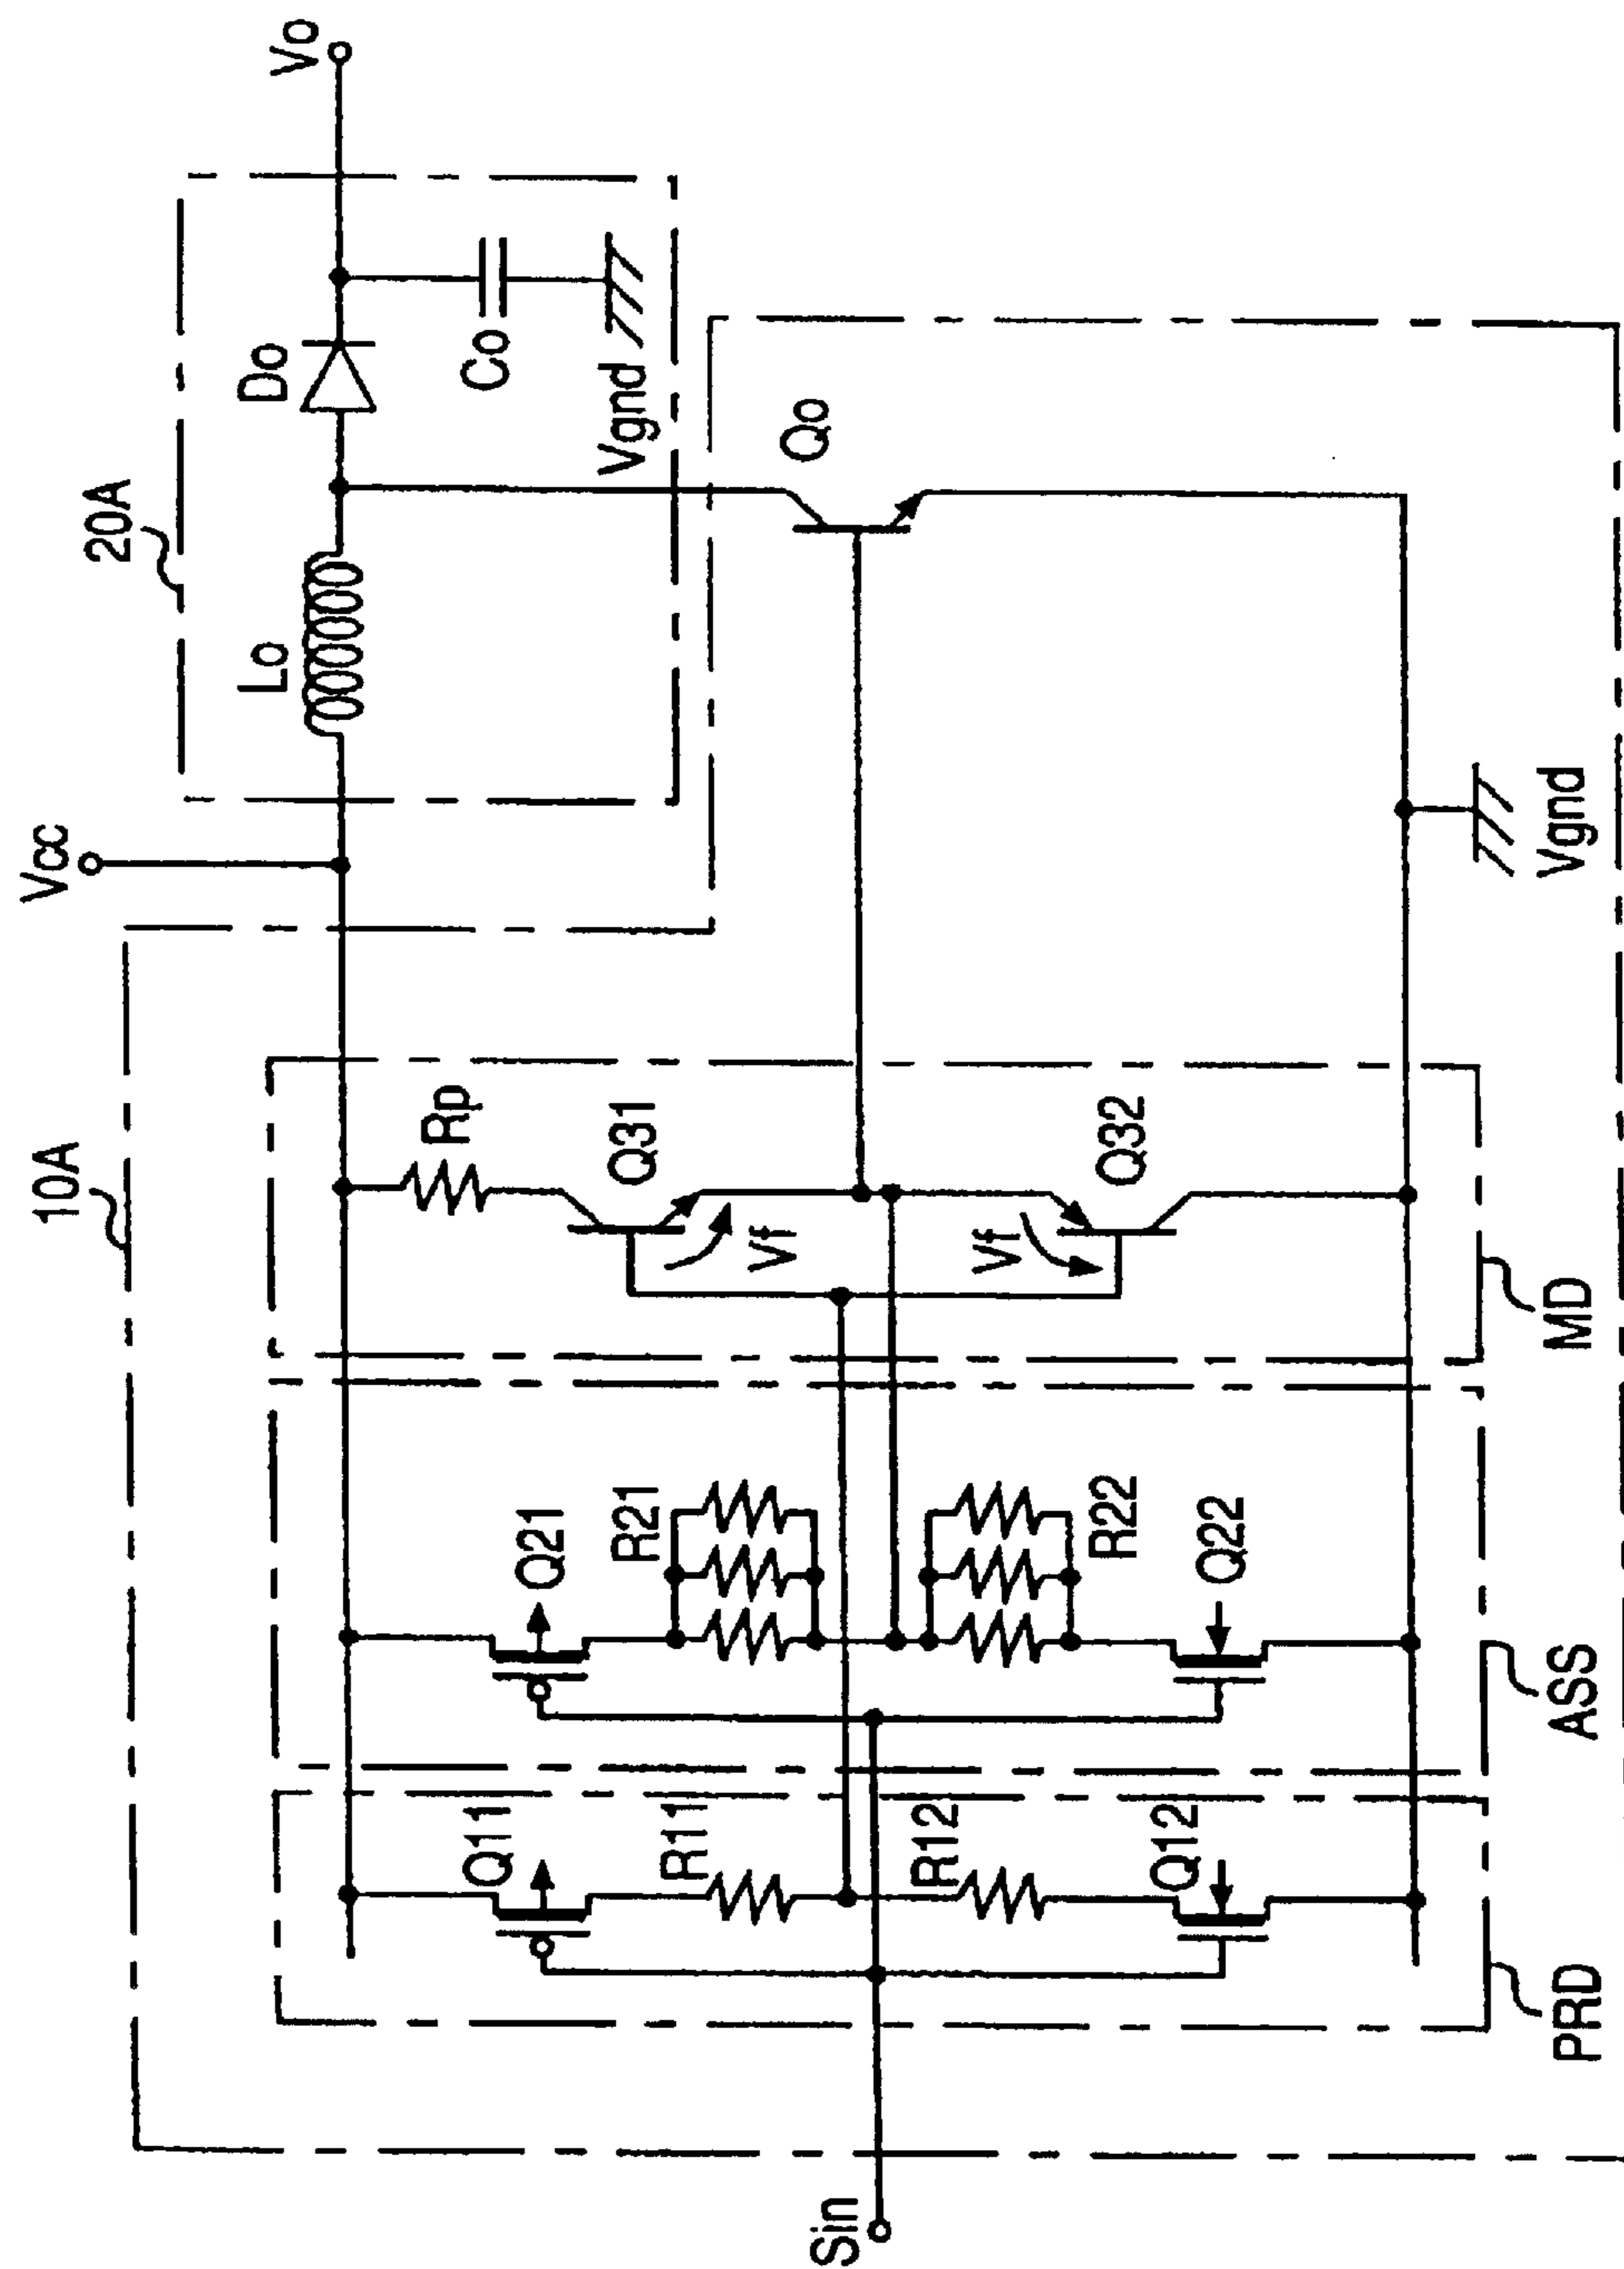 Vcc
Vo
10A
20A
Lo
Do
Co
Vgnd
Rp
Q11
Q21
Q31
Qo
R11
R21
Vf
Sin
R12
R22
Vf
Q12
Q22
Q32
Vgnd
PRD
ASS
MD